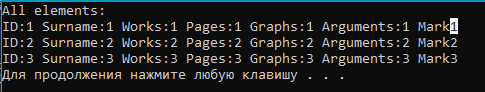 All elements:
ID:1 Surname:1 Works:1 Pages:1 Graphs:1 Arguments:1 Mark1
ID:2 Surname:2 Works:2 Pages:2 Graphs:2 Arguments:2 Mark2
ID:3 Surname:3 Works:3 Pages:3 Graphs:3 Arguments:3 Mark3
Для продолжения нажмите любую клавишу . . .